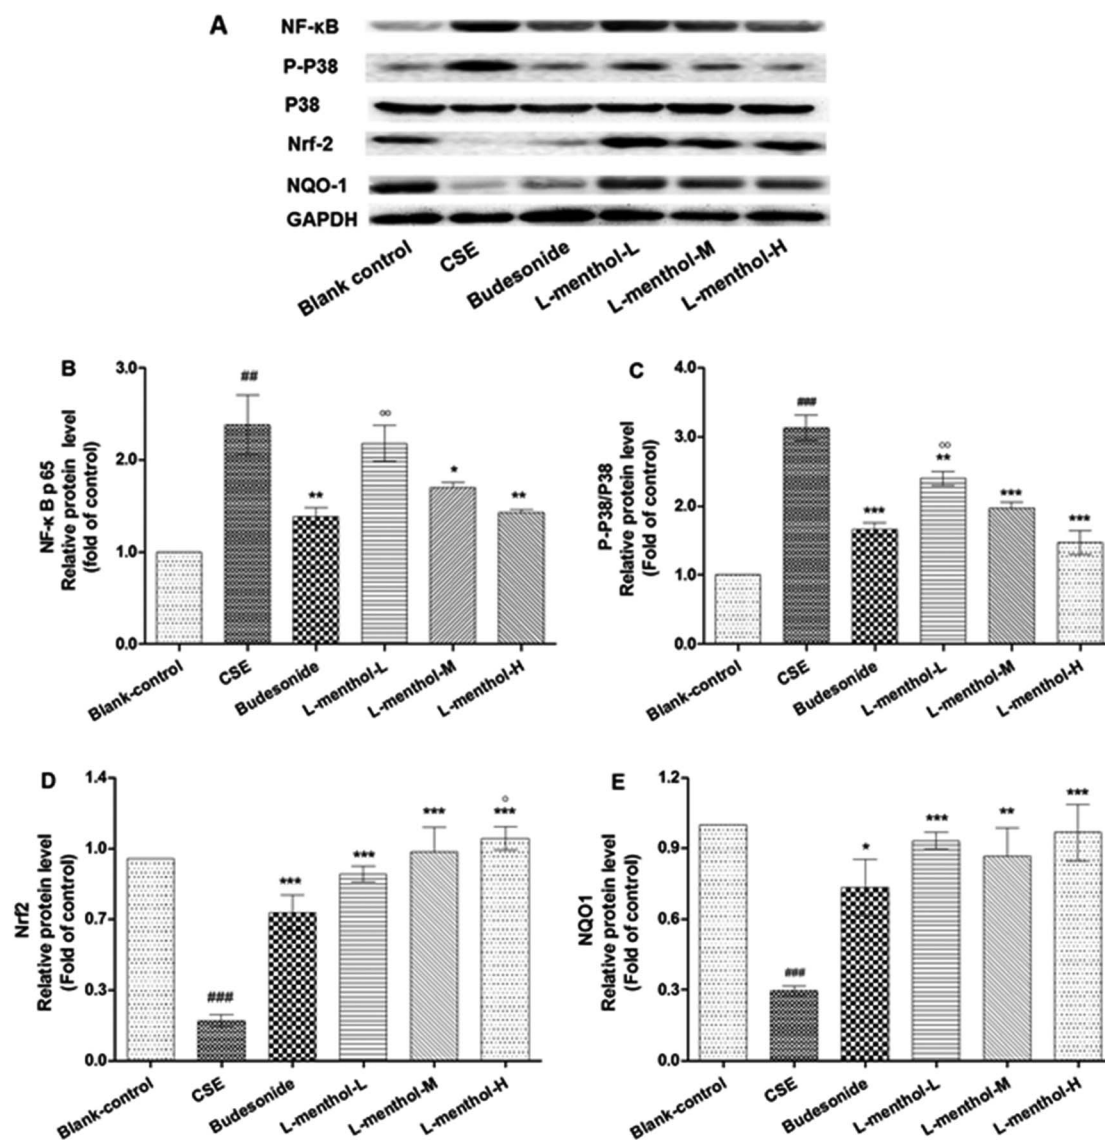 A
NF-κB
P-P38
P38
Nrf-2
NQO-1
GAPDH
Blank control
CSE
Budesonide
L-menthol-L
L-menthol-M
L-menthol-H
B
NF-κ B p 65
Relative protein level
(fold of control)
3.0
2.0
1.0
0.0
##
**
°°
*
**
Blank-control
CSE
Budesonide
L-menthol-L
L-menthol-M
L-menthol-H
C
P-P38/P38
Relative protein level
(Fold of control)
4.0
3.0
2.0
1.0
0.0
###
***
°°
**
***
***
Blank-control
CSE
Budesonide
L-menthol-L
L-menthol-M
L-menthol-H
D
Nrf2
Relative protein level
(Fold of control)
1.4
1.0
0.7
0.3
0.0
###
***
***
***
°
***
Blank-control
CSE
Budesonide
L-menthol-L
L-menthol-M
L-menthol-H
E
NQO1
Relative protein level
(Fold of control)
1.2
0.9
0.6
0.3
0.0
###
*
***
**
***
Blank-control
CSE
Budesonide
L-menthol-L
L-menthol-M
L-menthol-H